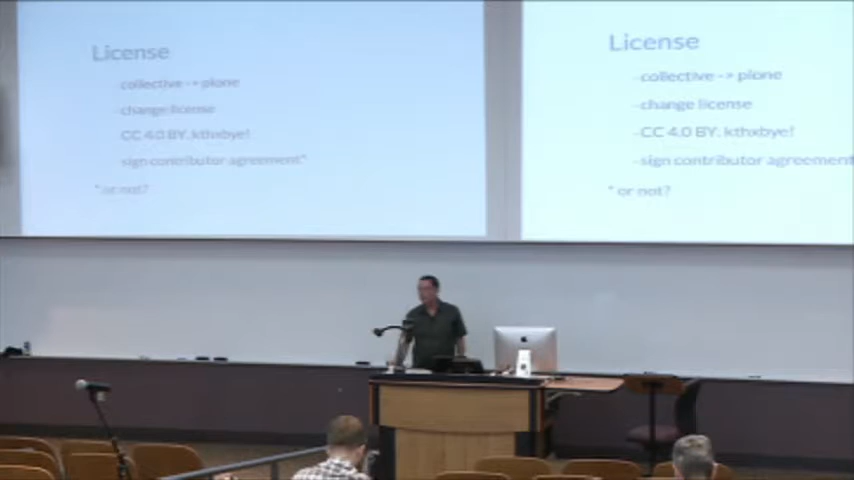 License
- collective -> plone
- change license
CC 4.0 BY, kthxbye!
sign contributor agreement*
* or not?
License
- collective -> plone
- change license
- CC 4.0 BY, kthxbye!
- sign contributor agreement
* or not?